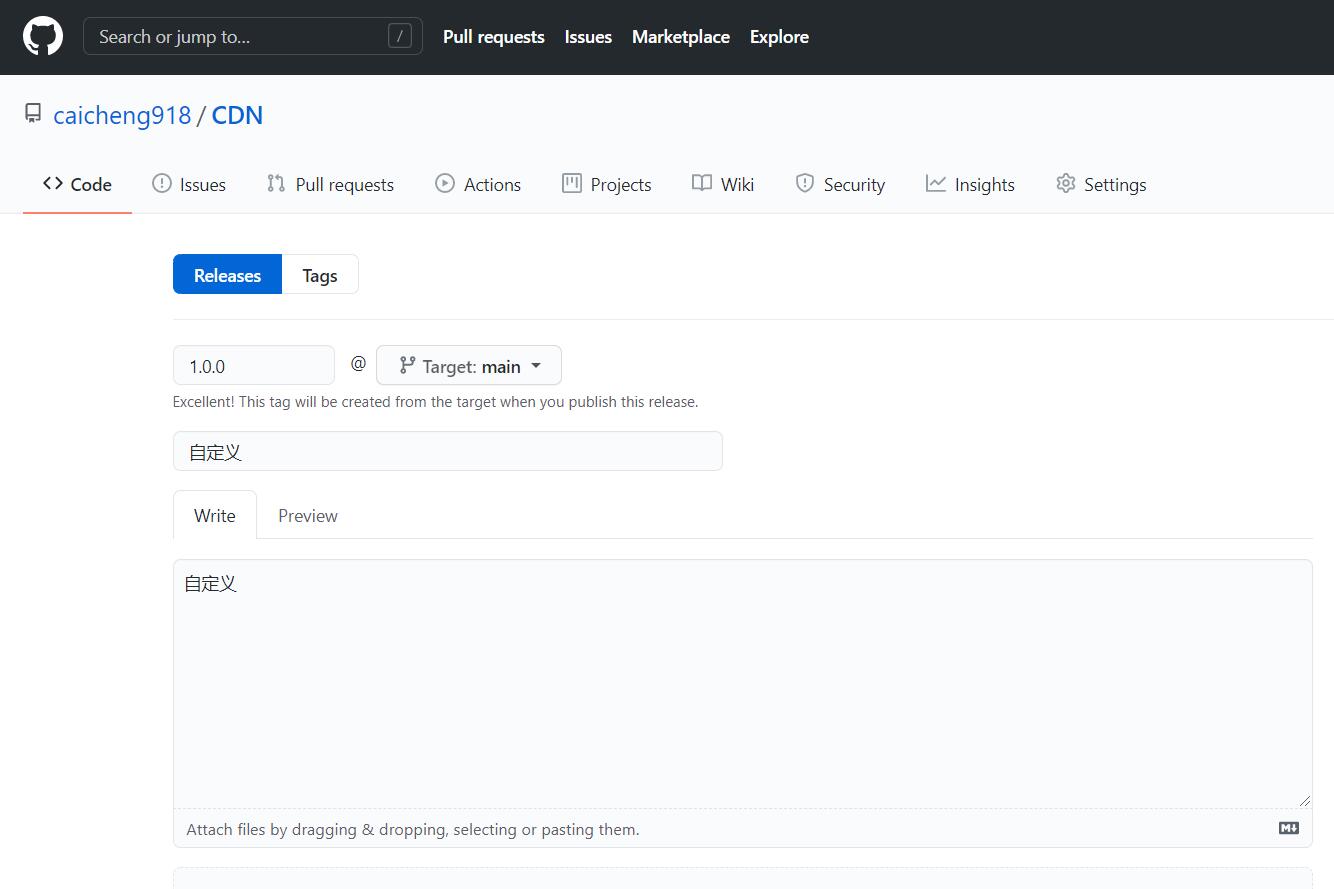 Search or jump to... / Pull requests Issues Marketplace Explore
caicheng918 / CDN
Code Issues Pull requests Actions Projects Wiki Security Insights Settings
Releases Tags
1.0.0 @ Target: main
Excellent! This tag will be created from the target when you publish this release.
自定义
Write Preview
自定义
Attach files by dragging & dropping, selecting or pasting them.